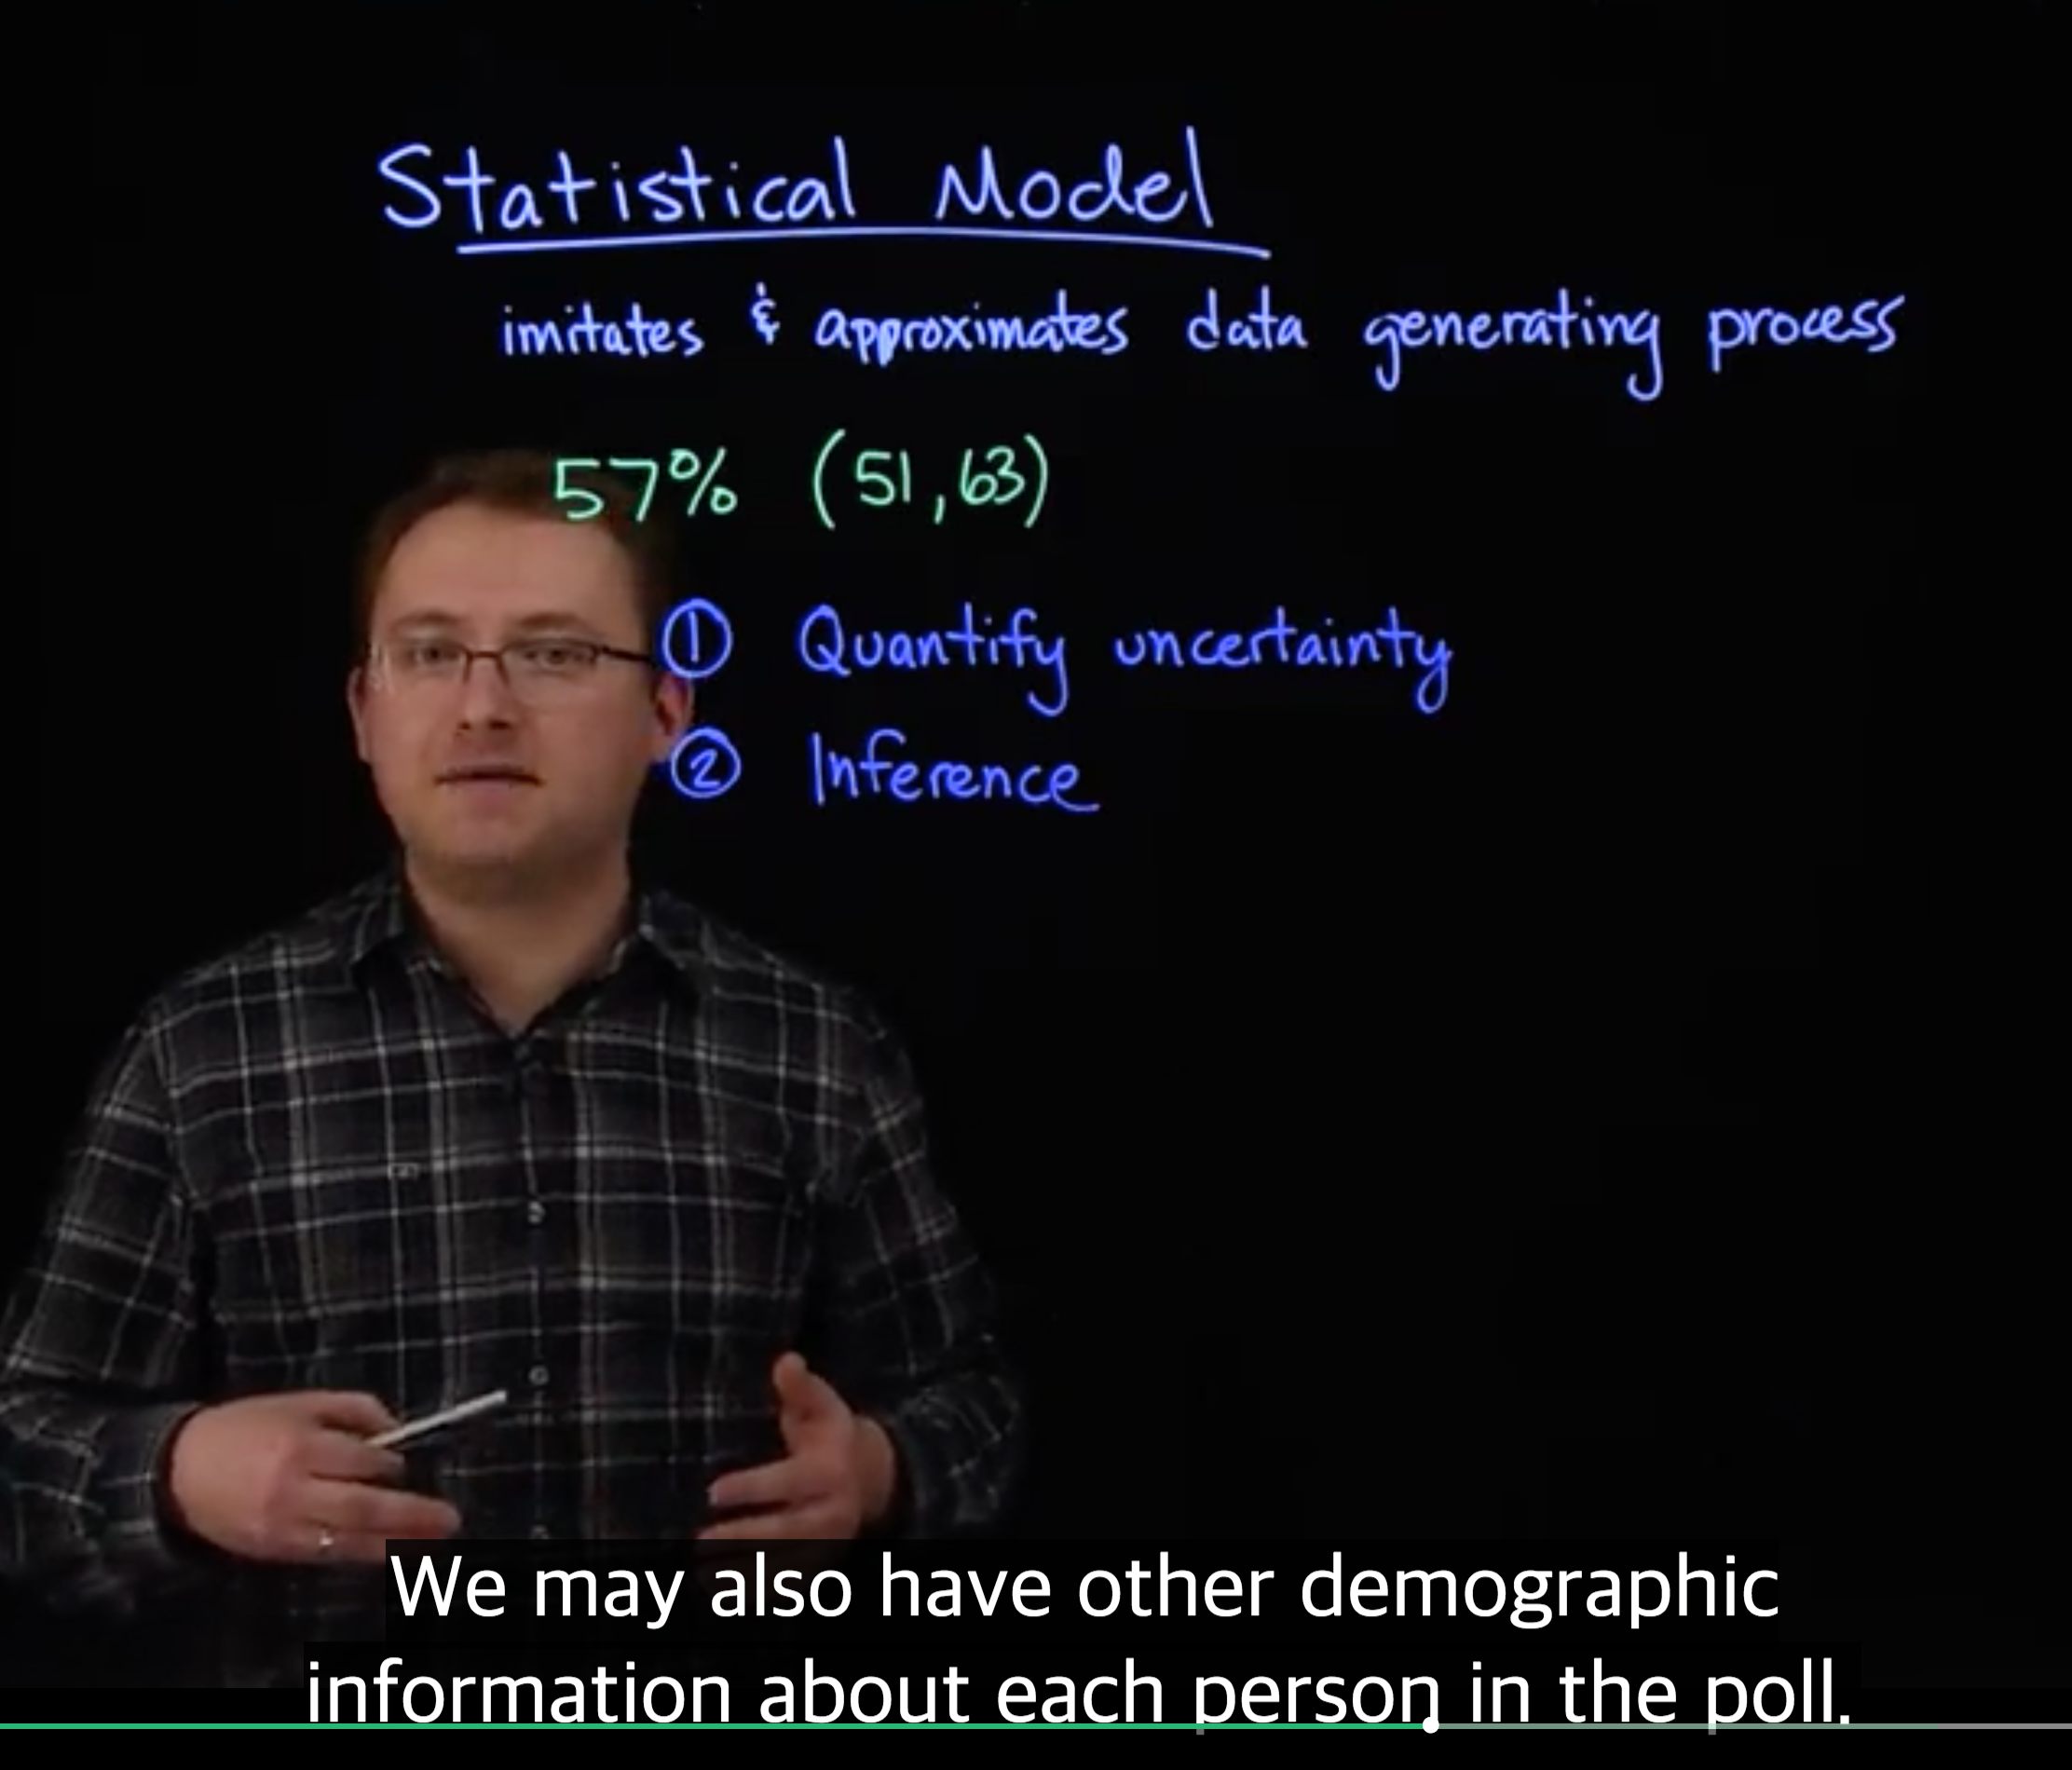 Statistical Model
imitates & approximates data generating process
57% (51,63)
① Quantify uncertainty
② Inference
We may also have other demographic
information about each person in the poll.